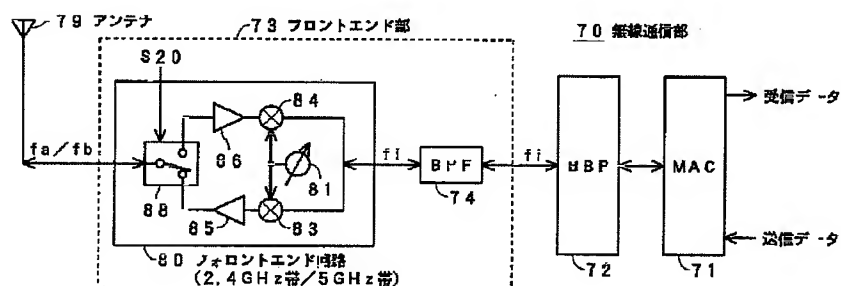 79 アンテナ
73 フロントエンド部
70 無線通信部
S20
84
86
受信データ
fa/fb
81
fi
BPF
fi
BBP
MAC
88
74
85
83
送信データ
80 フォロントエンド回路
(2,4GHz帯/5GHz帯)
72
71